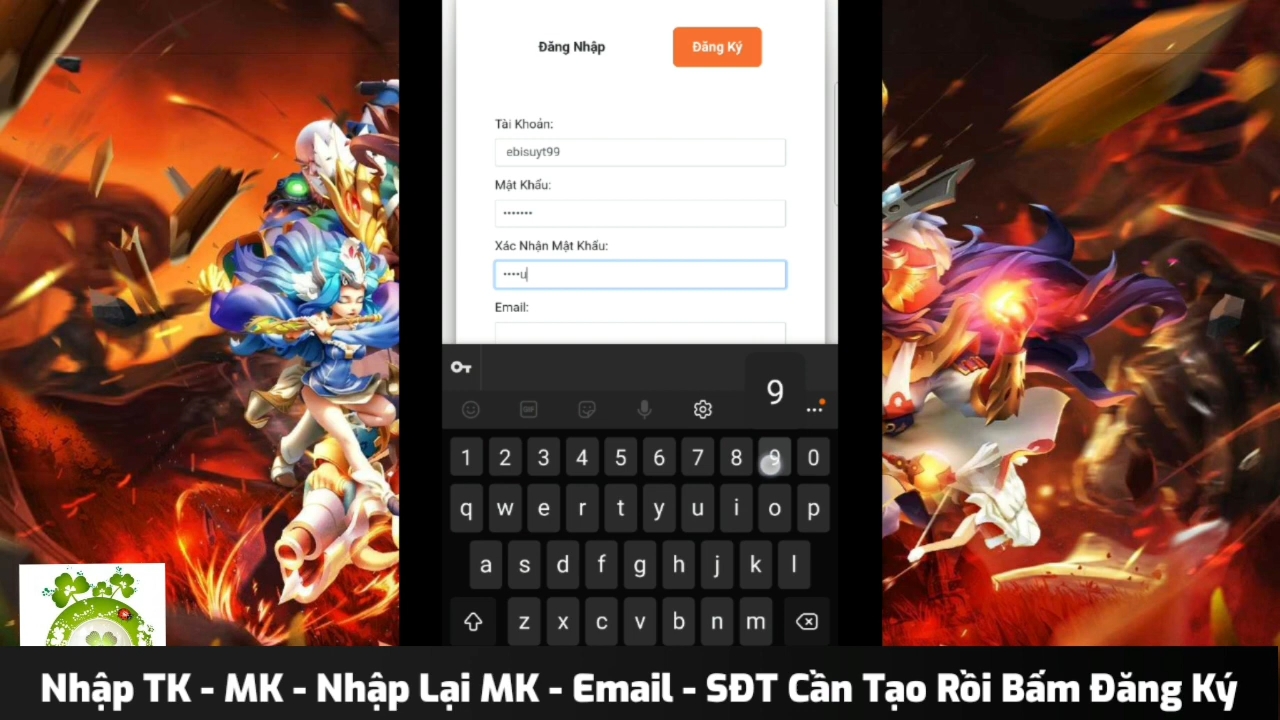 Đăng Nhập
Đăng Ký
Tài Khoản:
ebisuyt99
Mật Khẩu:
•••••••
Xác Nhận Mật Khẩu:
••••u
Email:
9
GIF
1 2 3 4 5 6 7 8 9 0
q w e r t y u i o p
a s d f g h j k l
z x c v b n m
Nhập TK - MK - Nhập Lại MK - Email - SĐT Cần Tạo Rồi Bấm Đăng Ký